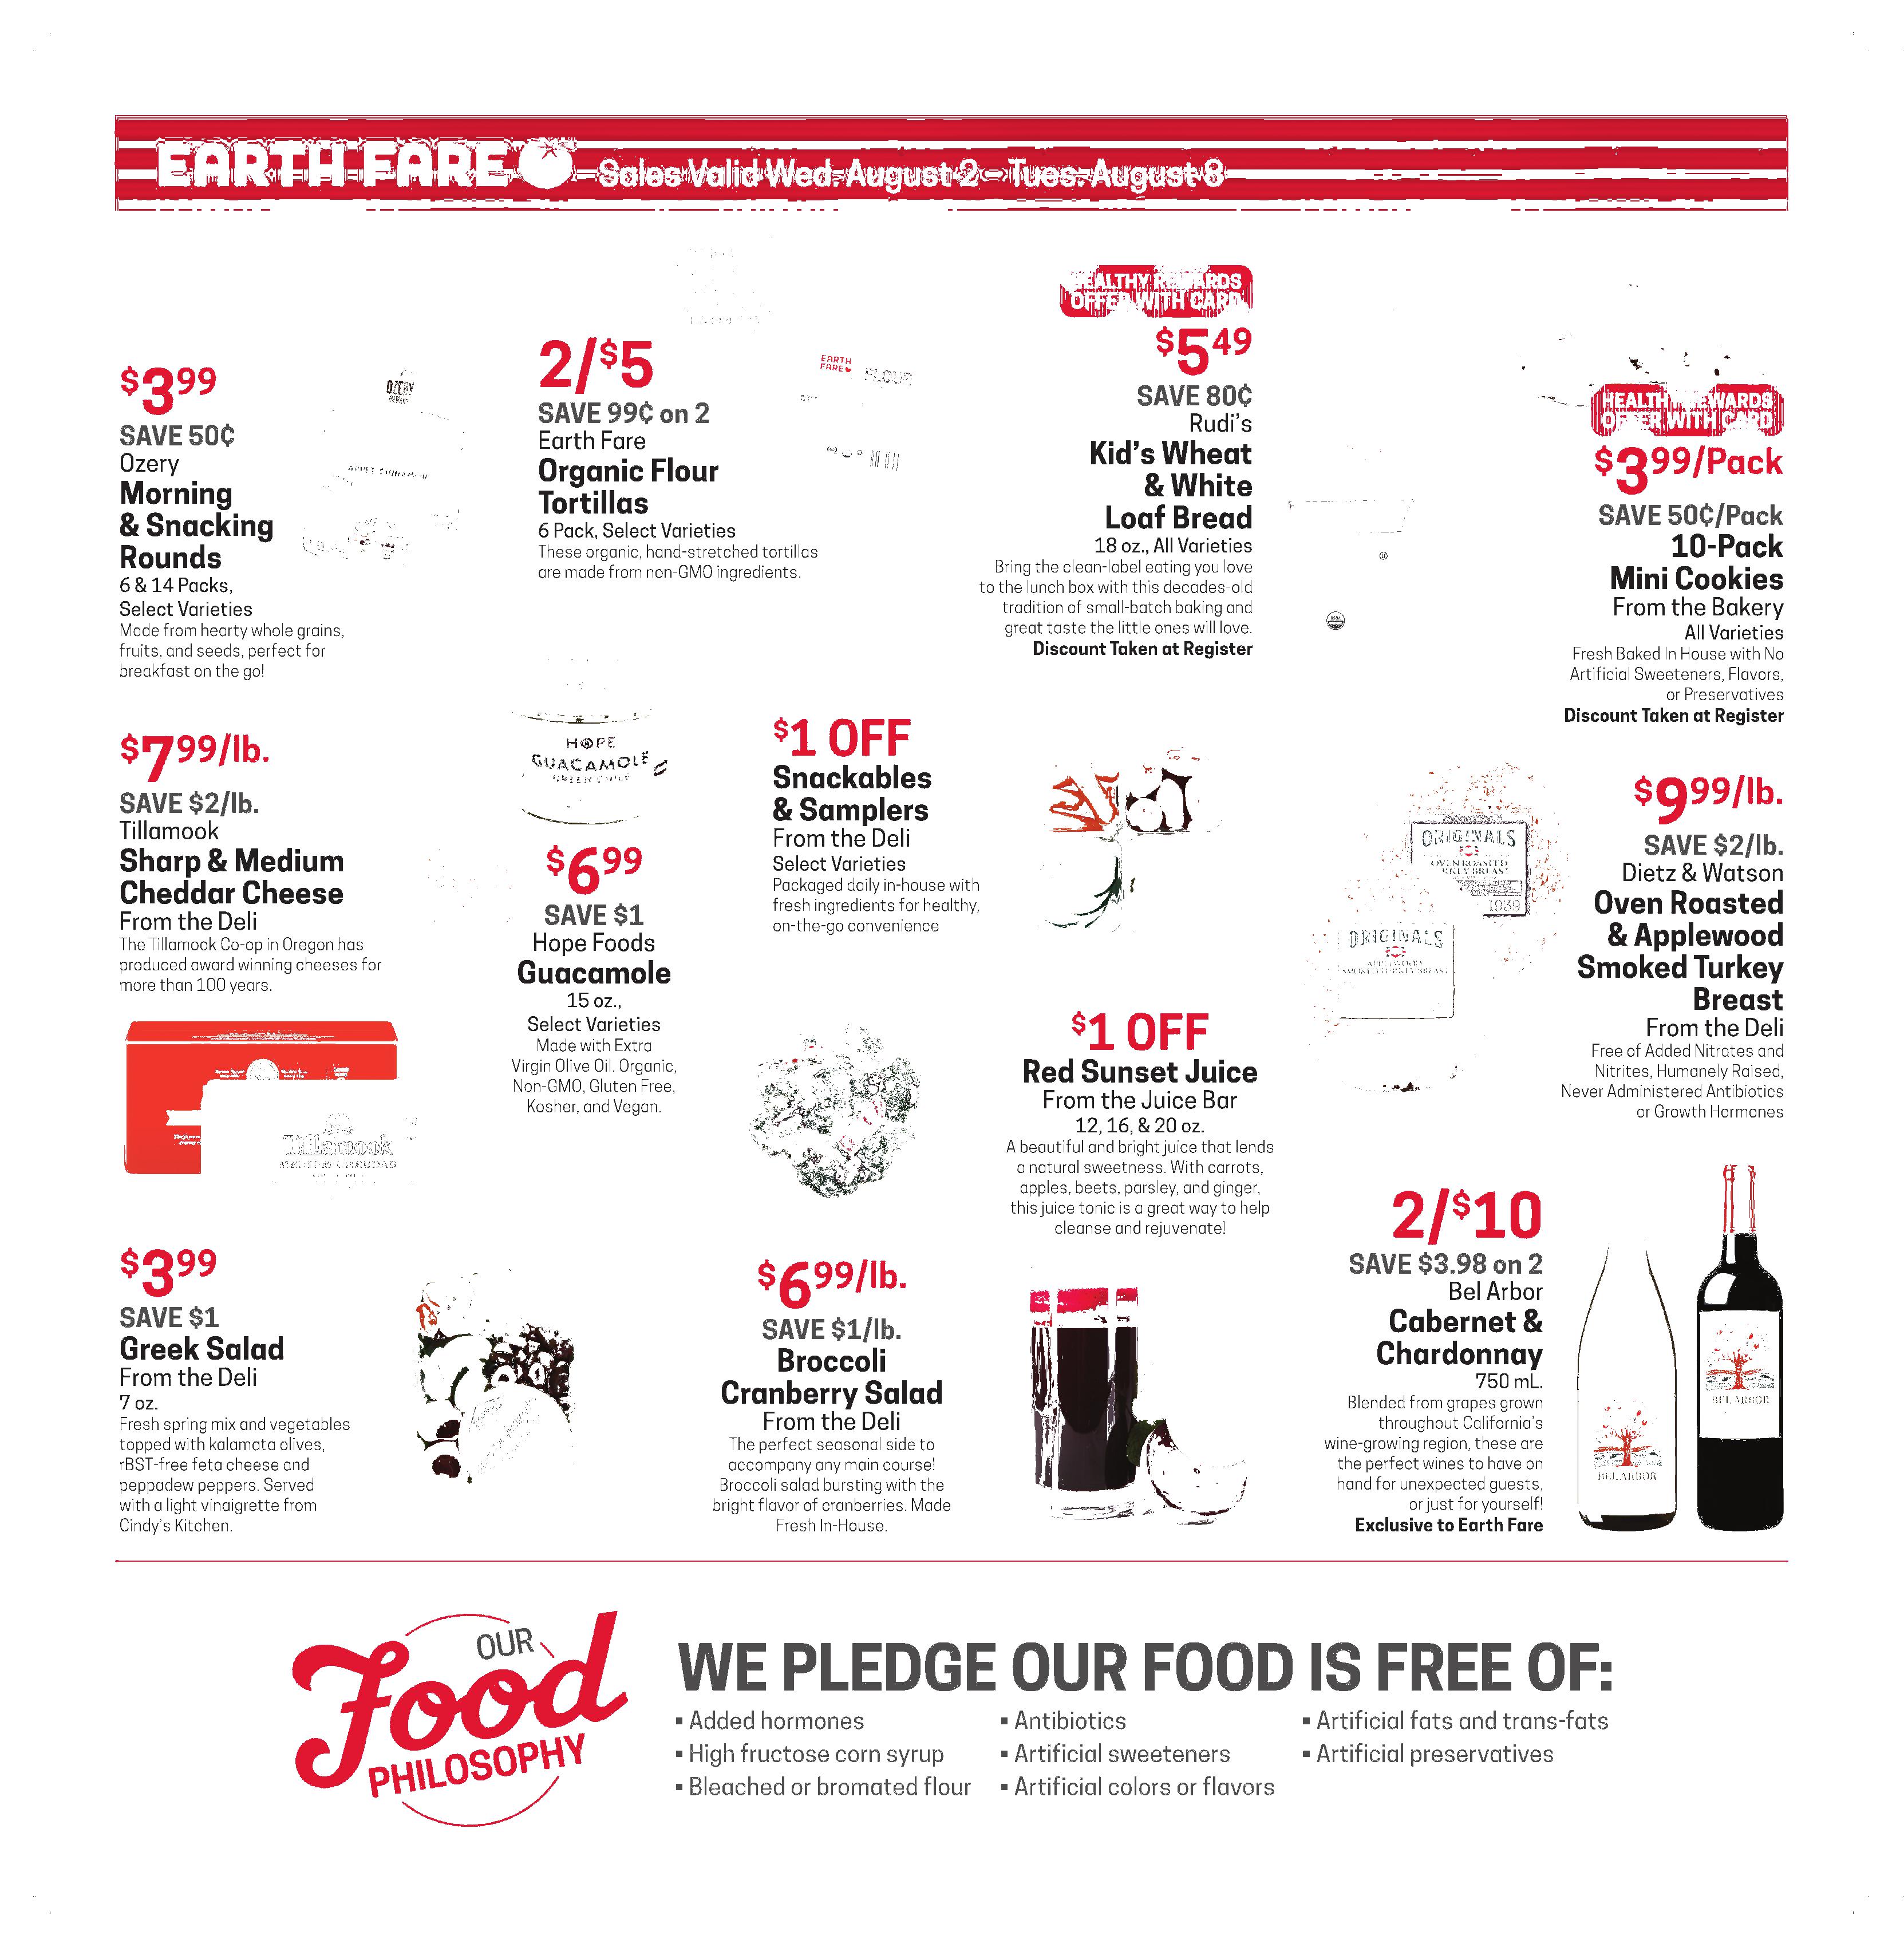 EARTH FARE Sales Valid Wed. August 2 - Tues. August 8
$3.99
SAVE 50¢
Ozery
Morning
& Snacking
Rounds
6 & 14 Packs,
Select Varieties
Made from hearty whole grains,
fruits, and seeds, perfect for
breakfast on the go!
OZERY
2/$5
SAVE 99¢ on 2
Earth Fare
Organic Flour
Tortillas
6 Pack, Select Varieties
These organic, hand-stretched tortillas
are made from non-GMO ingredients.
EARTH
FARE
FLOUR
HEALTHY REWARDS
OFFER WITH CARD
$5.49
SAVE 80¢
Rudi's
Kid's Wheat
& White
Loaf Bread
18 oz., All Varieties
Bring the clean-label eating you love
to the lunch box with this decades-old
tradition of small-batch baking and
great taste the little ones will love.
Discount Taken at Register
HEALTHY REWARDS
OFFER WITH CARD
$3.99/Pack
SAVE 50¢/Pack
10-Pack
Mini Cookies
From the Bakery
All Varieties
Fresh Baked In House with No
Artificial Sweeteners, Flavors,
or Preservatives
Discount Taken at Register
$7.99/lb.
SAVE $2/lb.
Tillamook
Sharp & Medium
Cheddar Cheese
From the Deli
The Tillamook Co-op in Oregon has
produced award winning cheeses for
more than 100 years.
Tillamook
HOPE
GUACAMOLE
$6.99
SAVE $1
Hope Foods
Guacamole
15 oz.,
Select Varieties
Made with Extra
Virgin Olive Oil. Organic,
Non-GMO, Gluten Free,
Kosher, and Vegan.
$1 OFF
Snackables
& Samplers
From the Deli
Select Varieties
Packaged daily in-house with
fresh ingredients for healthy,
on-the-go convenience
ORIGINALS
OVEN ROASTED
1939
ORIGINALS
$9.99/lb.
SAVE $2/lb.
Dietz & Watson
Oven Roasted
& Applewood
Smoked Turkey
Breast
From the Deli
Free of Added Nitrates and
Nitrites, Humanely Raised,
Never Administered Antibiotics
or Growth Hormones
$1 OFF
Red Sunset Juice
From the Juice Bar
12, 16, & 20 oz.
A beautiful and bright juice that lends
a natural sweetness. With carrots,
apples, beets, parsley, and ginger,
this juice tonic is a great way to help
cleanse and rejuvenate!
$3.99
SAVE $1
Greek Salad
From the Deli
7 oz.
Fresh spring mix and vegetables
topped with kalamata olives,
rBST-free feta cheese and
peppadew peppers. Served
with a light vinaigrette from
Cindy's Kitchen.
$6.99/lb.
SAVE $1/lb.
Broccoli
Cranberry Salad
From the Deli
The perfect seasonal side to
accompany any main course!
Broccoli salad bursting with the
bright flavor of cranberries. Made
Fresh In-House.
2/$10
SAVE $3.98 on 2
Bel Arbor
Cabernet &
Chardonnay
750 mL.
Blended from grapes grown
throughout California's
wine-growing region, these are
the perfect wines to have on
hand for unexpected guests,
or just for yourself!
Exclusive to Earth Fare
BEL ARBOR
BEL ARBOR
OUR
Food
PHILOSOPHY
WE PLEDGE OUR FOOD IS FREE OF:
▪ Added hormones
▪ High fructose corn syrup
▪ Bleached or bromated flour
▪ Antibiotics
▪ Artificial sweeteners
▪ Artificial colors or flavors
▪ Artificial fats and trans-fats
▪ Artificial preservatives